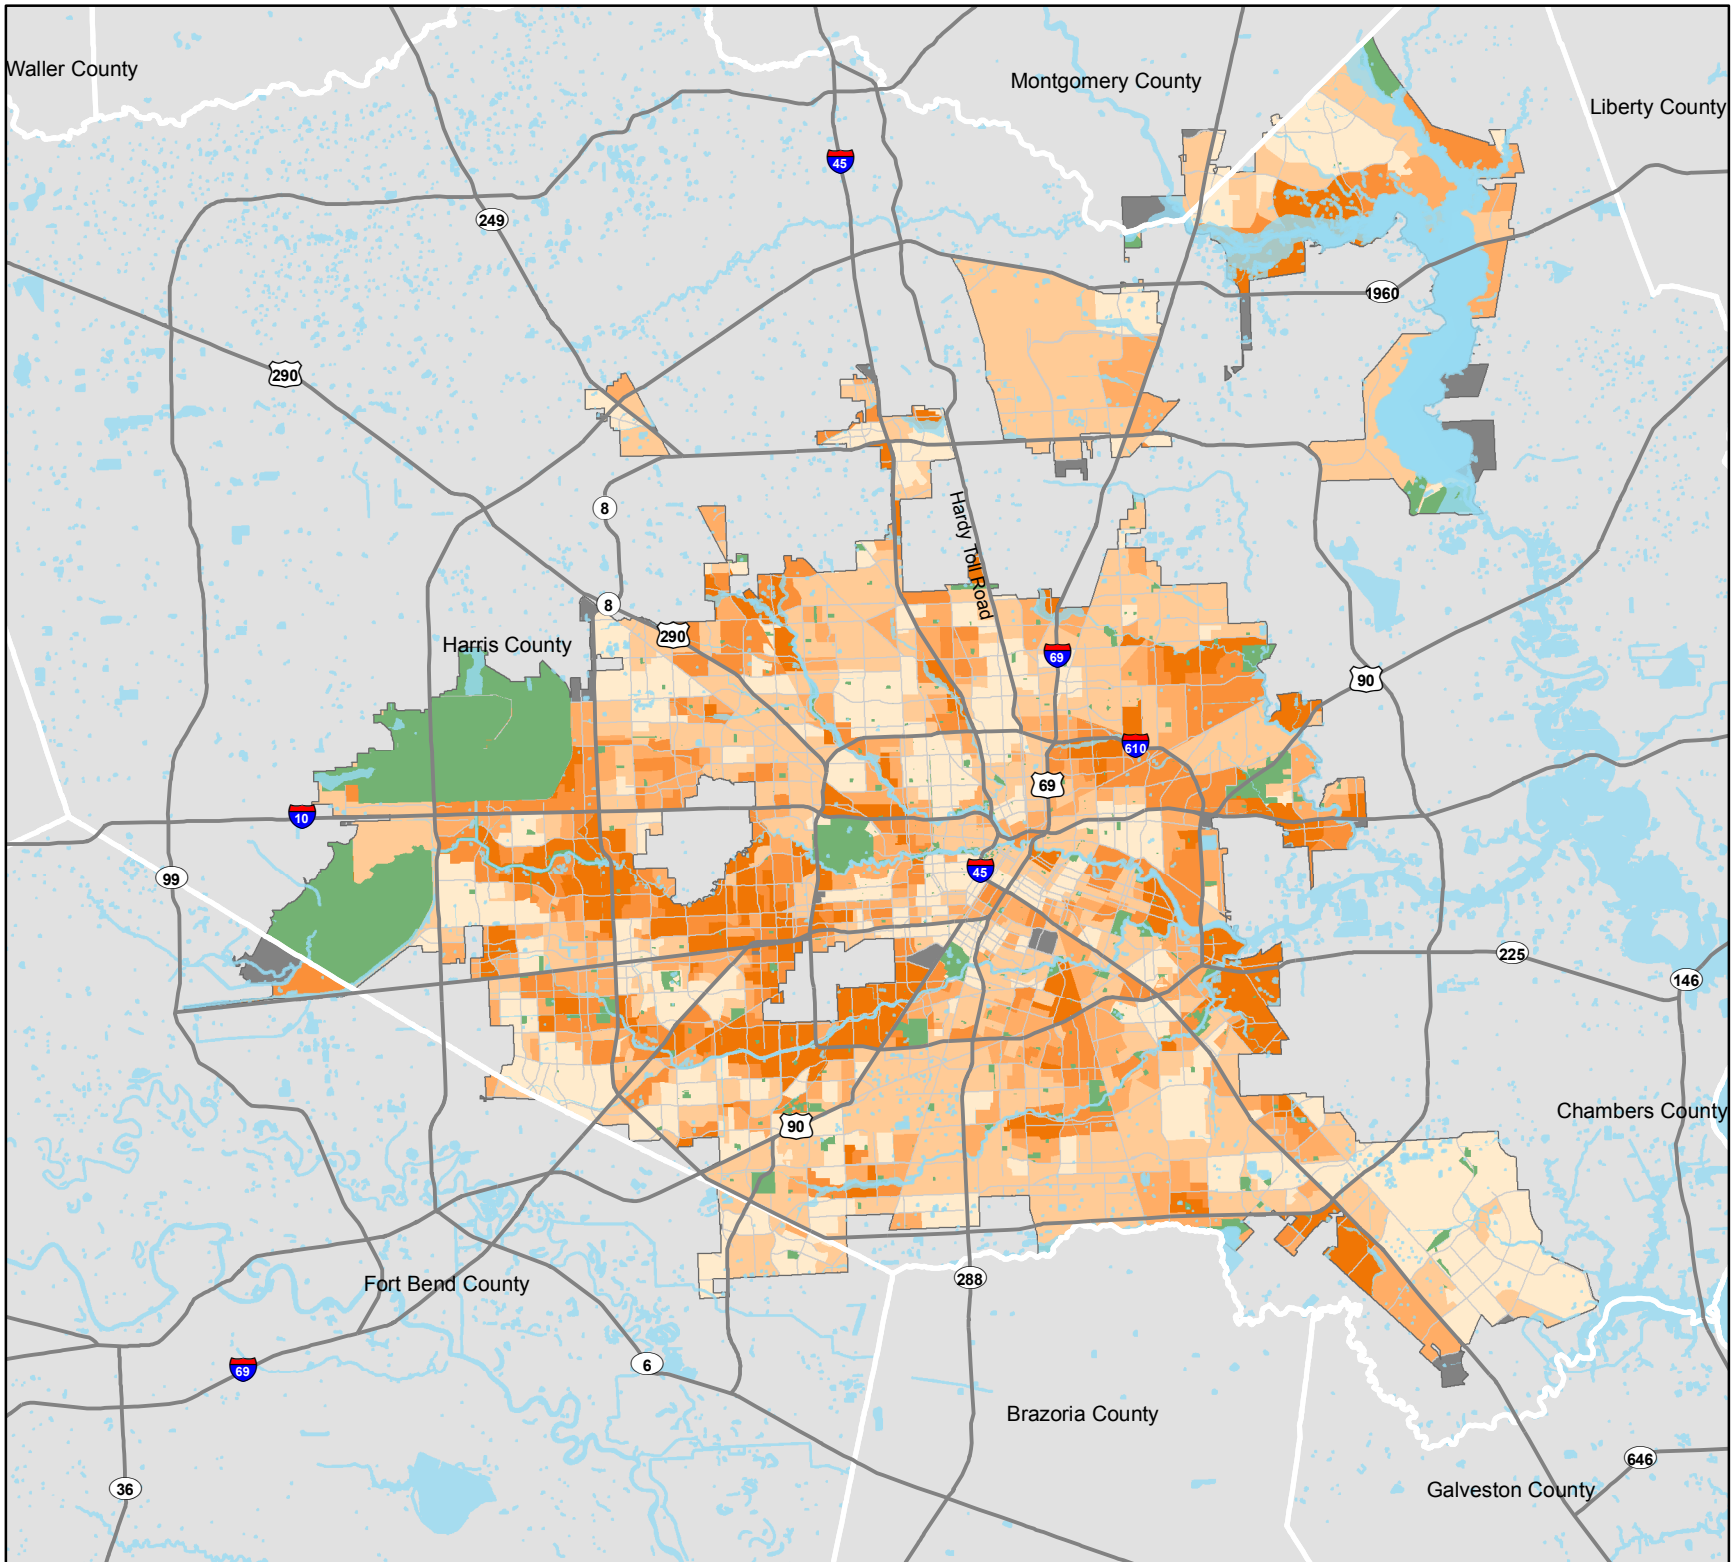 Waller County
Montgomery County
Liberty County
45
249
1960
290
8
Hardy Toll Road
8
290
Harris County
69
90
610
69
10
45
99
225
146
Chambers County
90
288
Fort Bend County
6
69
Brazoria County
646
36
Galveston County